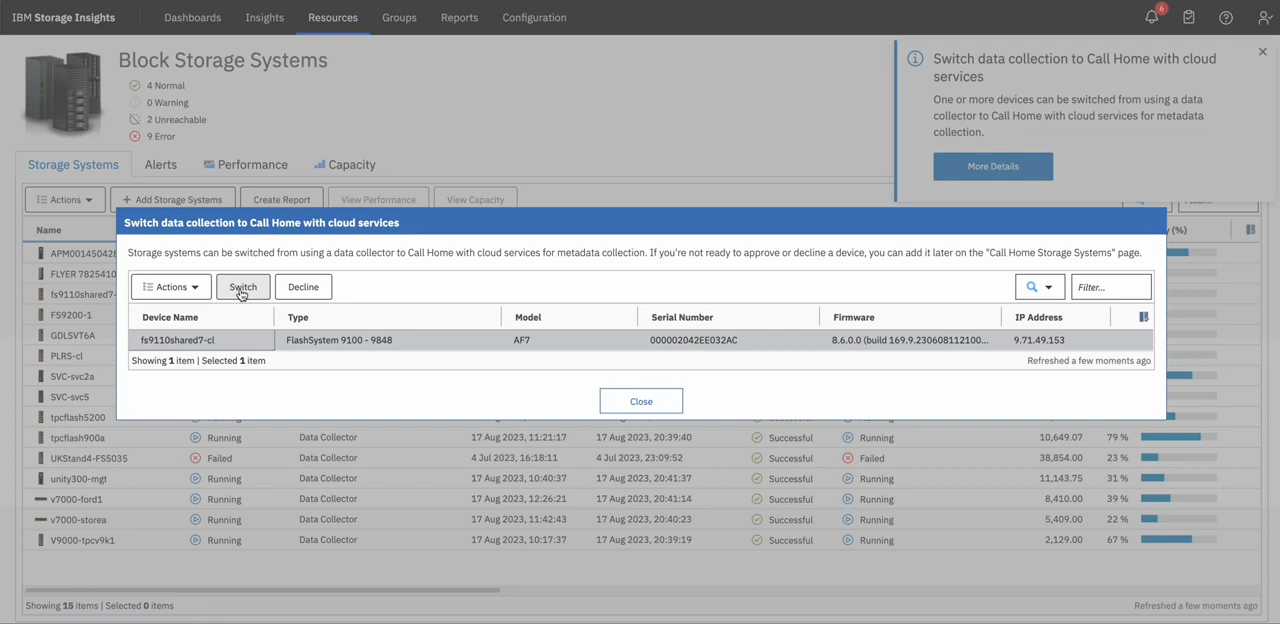 IBM Storage Insights Dashboards Insights Resources Groups Reports Configuration 6
Block Storage Systems
4 Normal
0 Warning
2 Unreachable
9 Error
Switch data collection to Call Home with cloud
services
One or more devices can be switched from using a data
collector to Call Home with cloud services for metadata
collection.
More Details
Storage Systems Alerts Performance Capacity
Actions + Add Storage Systems Create Report View Performance View Capacity
Name (%)
APM001450428
FLYER 7825410
fs9110shared7-
FS9200-1
GDLSVT6A
PLRS-cl
SVC-svc2a
SVC-svc5
tpcflash5200
Switch data collection to Call Home with cloud services
Storage systems can be switched from using a data collector to Call Home with cloud services for metadata collection. If you're not ready to approve or decline a device, you can add it later on the "Call Home Storage Systems" page.
Actions Switch Decline Filter...
Device Name Type Model Serial Number Firmware IP Address
fs9110shared7-cl FlashSystem 9100 - 9848 AF7 000002042EE032AC 8.6.0.0 (build 169.9.230608112100... 9.71.49.153
Showing 1 item | Selected 1 item Refreshed a few moments ago
Close
tpcflash900a Running Data Collector 17 Aug 2023, 11:21:17 17 Aug 2023, 20:39:40 Successful Running 10,649.07 79 %
UKStand4-FS5035 Failed Data Collector 4 Jul 2023, 16:18:11 4 Jul 2023, 23:09:52 Successful Failed 38,854.00 23 %
unity300-mgt Running Data Collector 17 Aug 2023, 10:40:37 17 Aug 2023, 20:41:37 Successful Running 11,143.75 31 %
v7000-ford1 Running Data Collector 17 Aug 2023, 12:26:21 17 Aug 2023, 20:41:14 Successful Running 8,410.00 39 %
v7000-storea Running Data Collector 17 Aug 2023, 11:42:43 17 Aug 2023, 20:40:23 Successful Running 5,409.00 22 %
V9000-tpcv9k1 Running Data Collector 17 Aug 2023, 10:17:37 17 Aug 2023, 20:39:19 Successful Running 2,129.00 67 %
Showing 15 items | Selected 0 items Refreshed a few moments ago